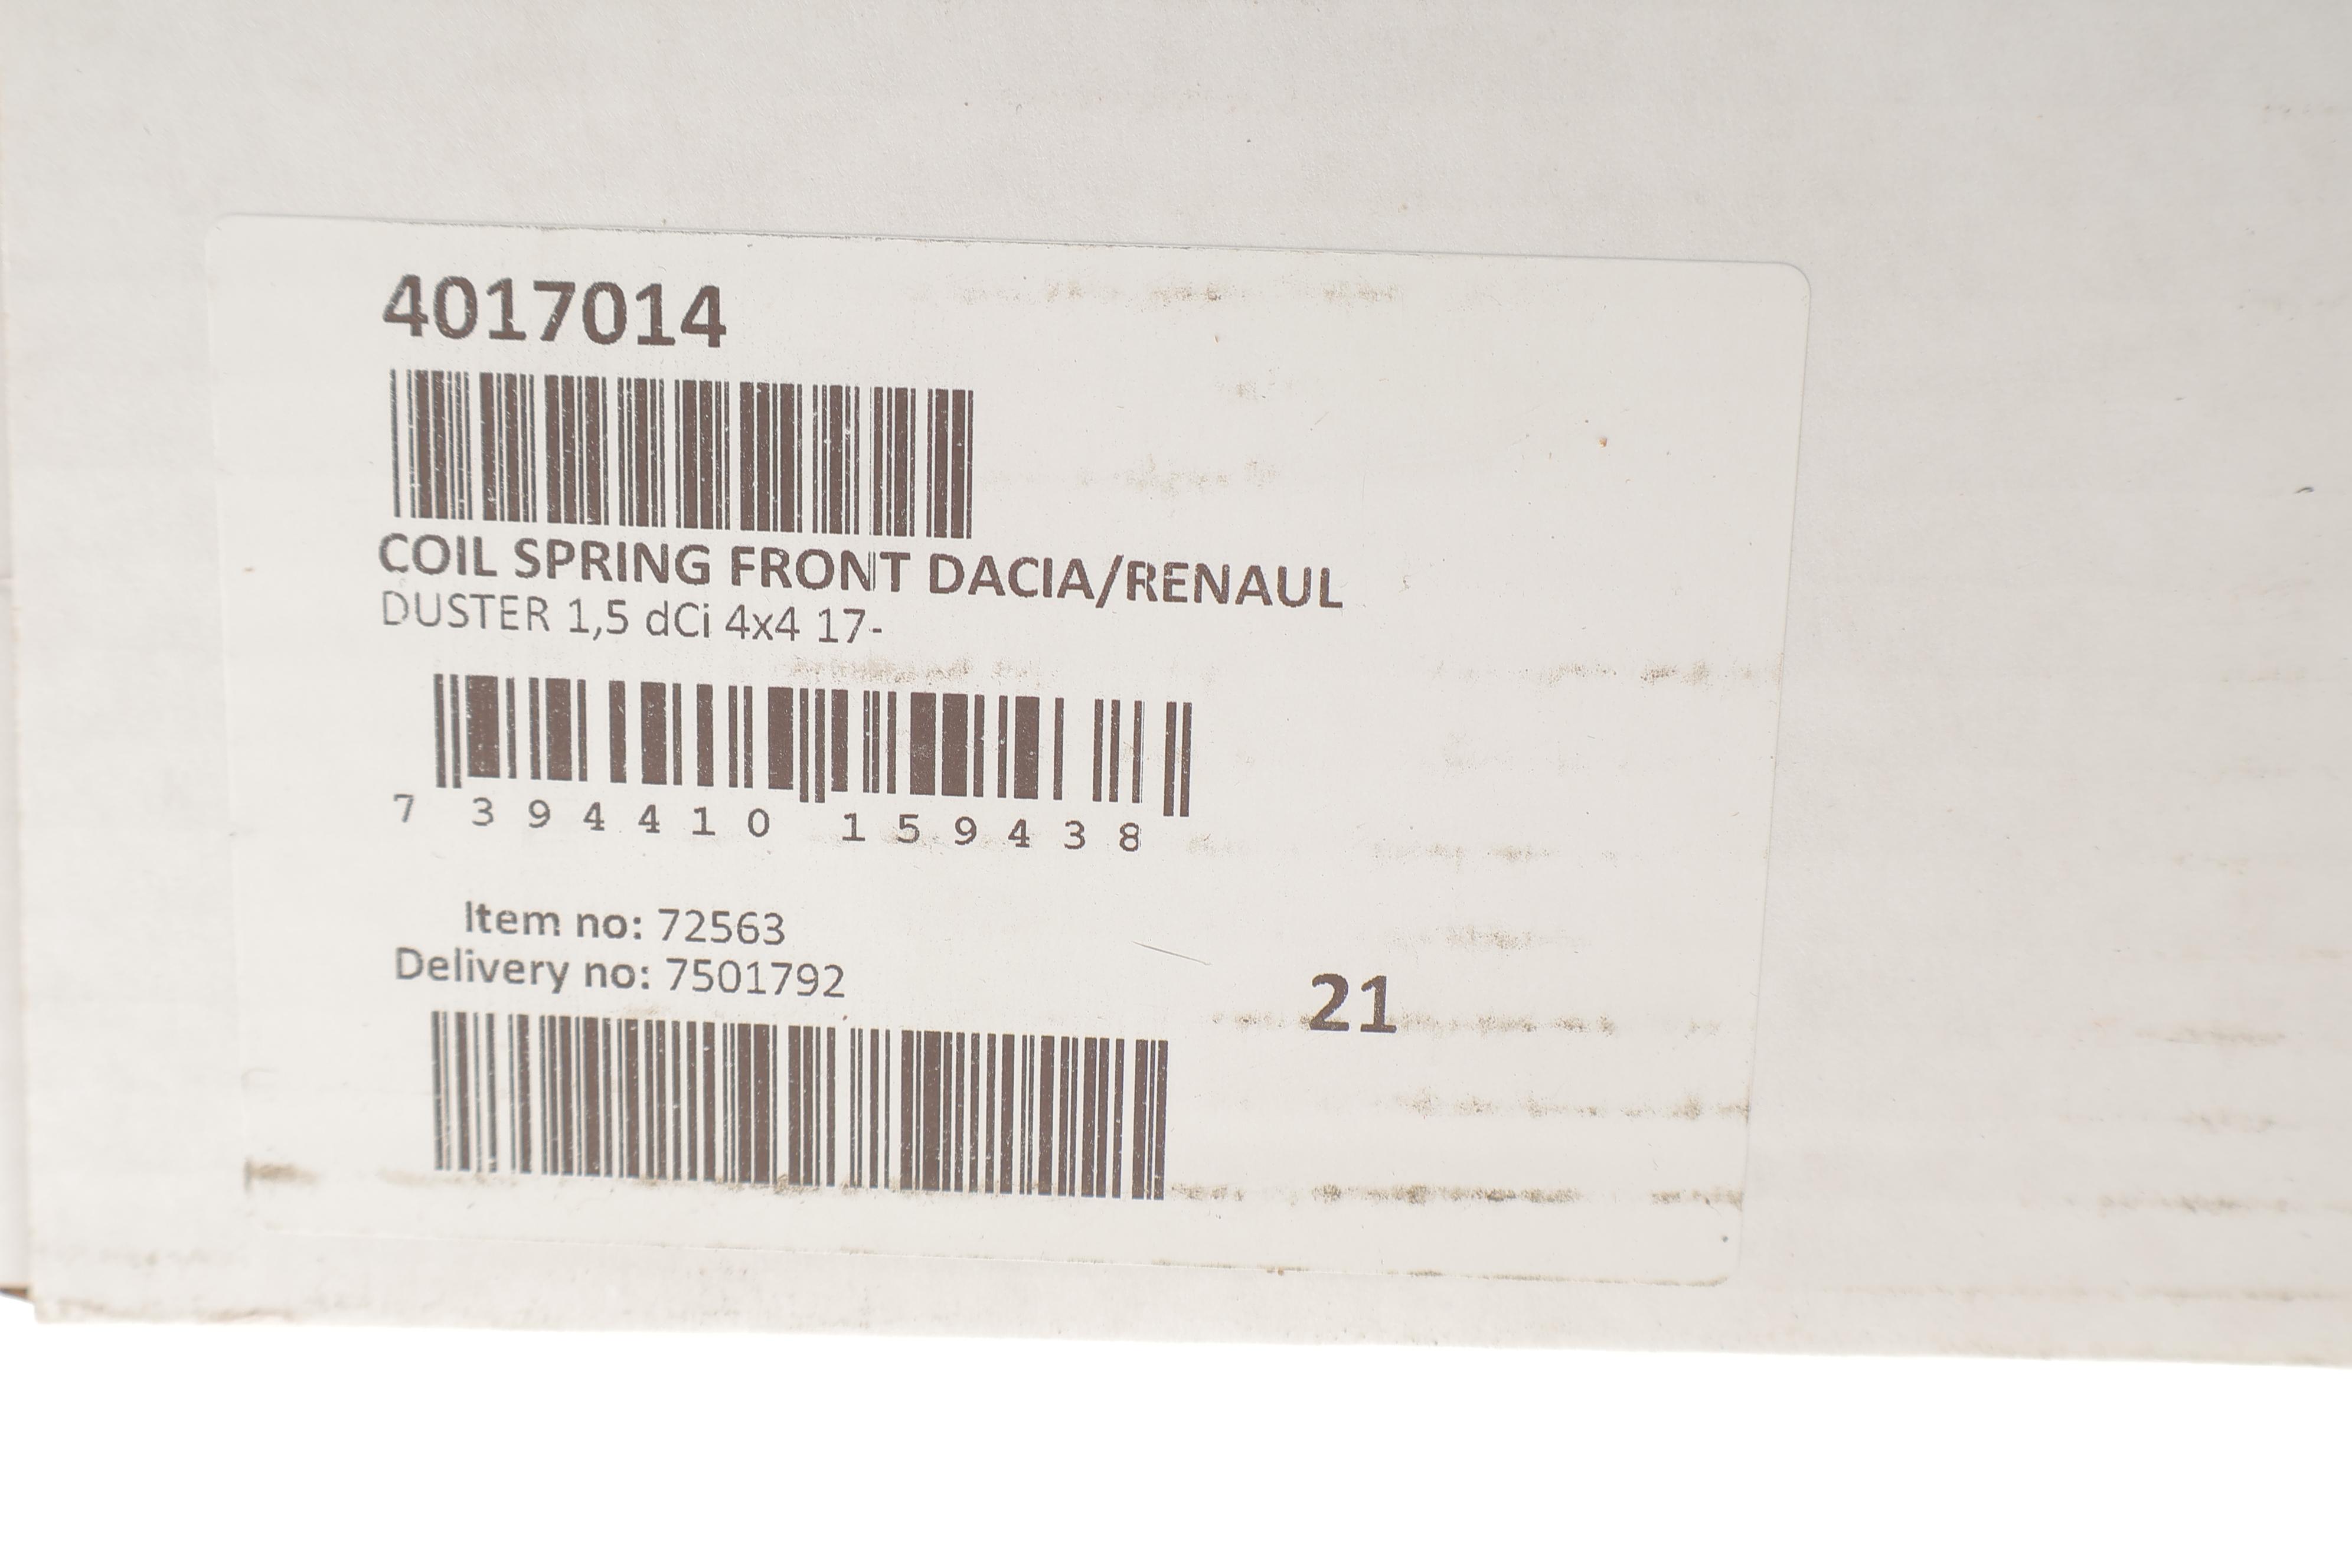 4017014
COIL SPRING FRONT DACIA/RENAUL
DUSTER 1,5 dCi 4x4 17-
7 394410 159438
Item no: 72563
Delivery no: 7501792
21